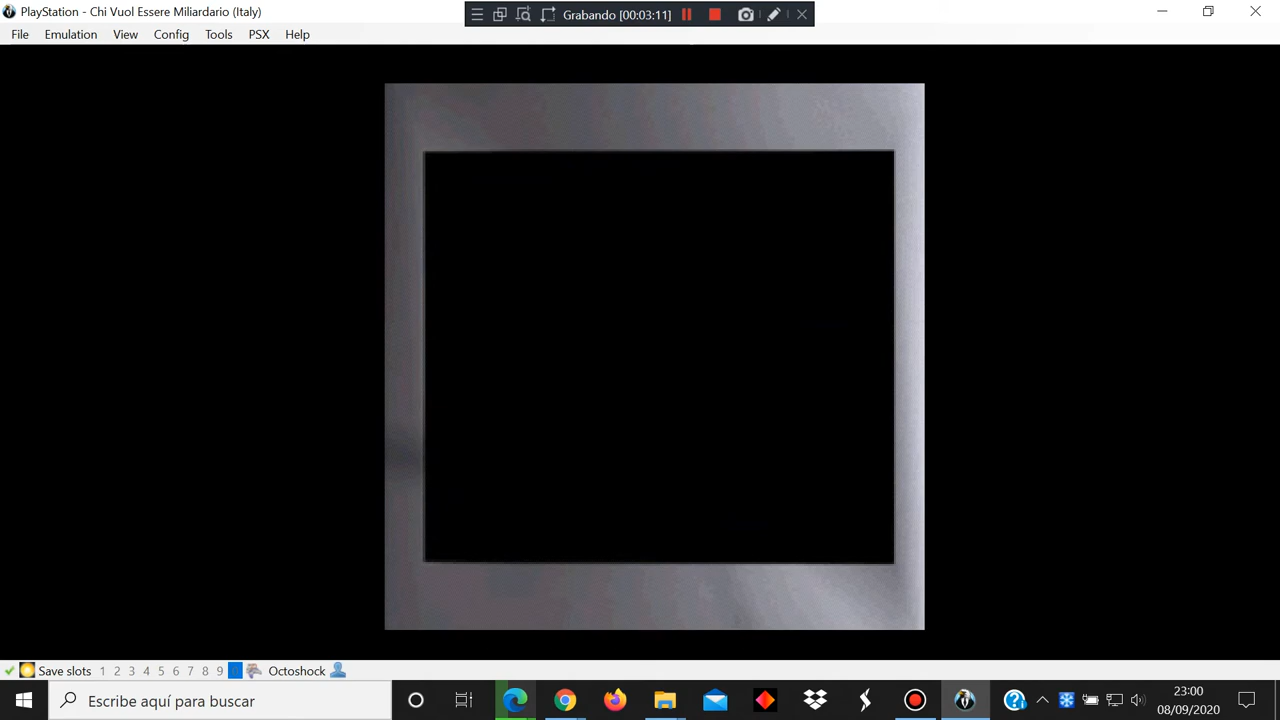 PlayStation - Chi Vuol Essere Miliardario (Italy)
Grabando [00:03:11]
File Emulation View Config Tools PSX Help
Save slots 1 2 3 4 5 6 7 8 9 Octoshock
Escribe aquí para buscar
23:00
08/09/2020